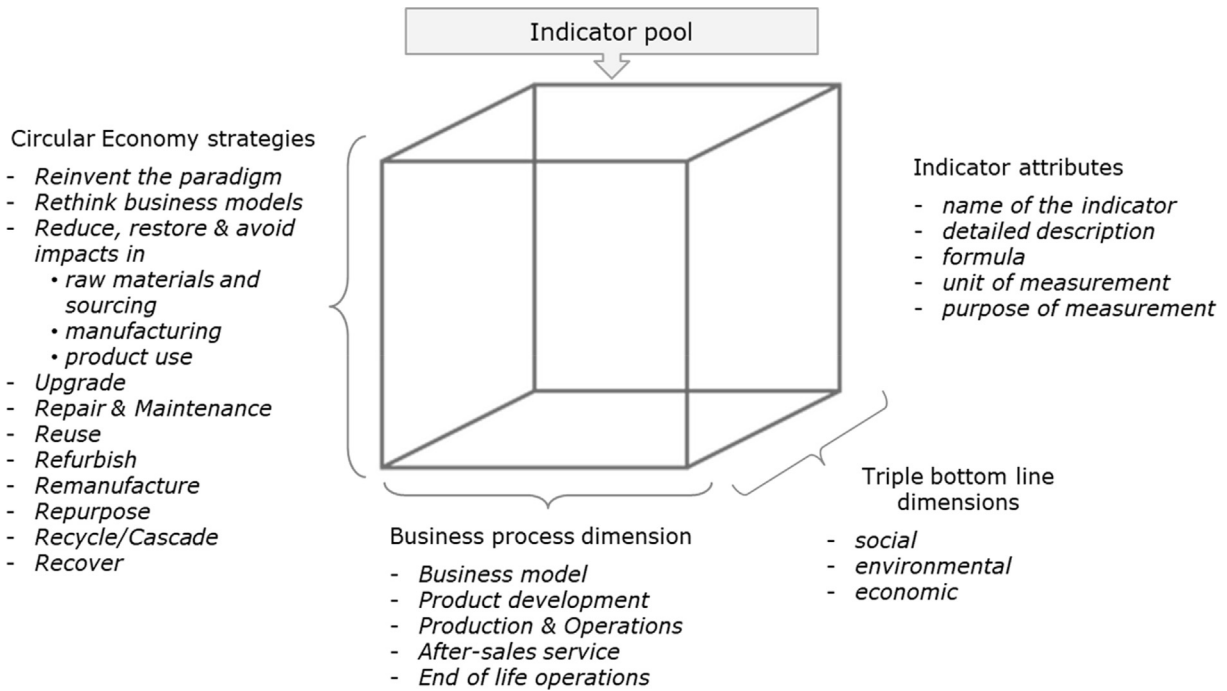 Indicator pool
Circular Economy strategies
- Reinvent the paradigm
- Rethink business models
- Reduce, restore & avoid
impacts in
• raw materials and
sourcing
• manufacturing
• product use
- Upgrade
- Repair & Maintenance
- Reuse
- Refurbish
- Remanufacture
- Repurpose
- Recycle/Cascade
- Recover
Business process dimension
- Business model
- Product development
- Production & Operations
- After-sales service
- End of life operations
Triple bottom line
dimensions
- social
- environmental
- economic
Indicator attributes
- name of the indicator
- detailed description
- formula
- unit of measurement
- purpose of measurement